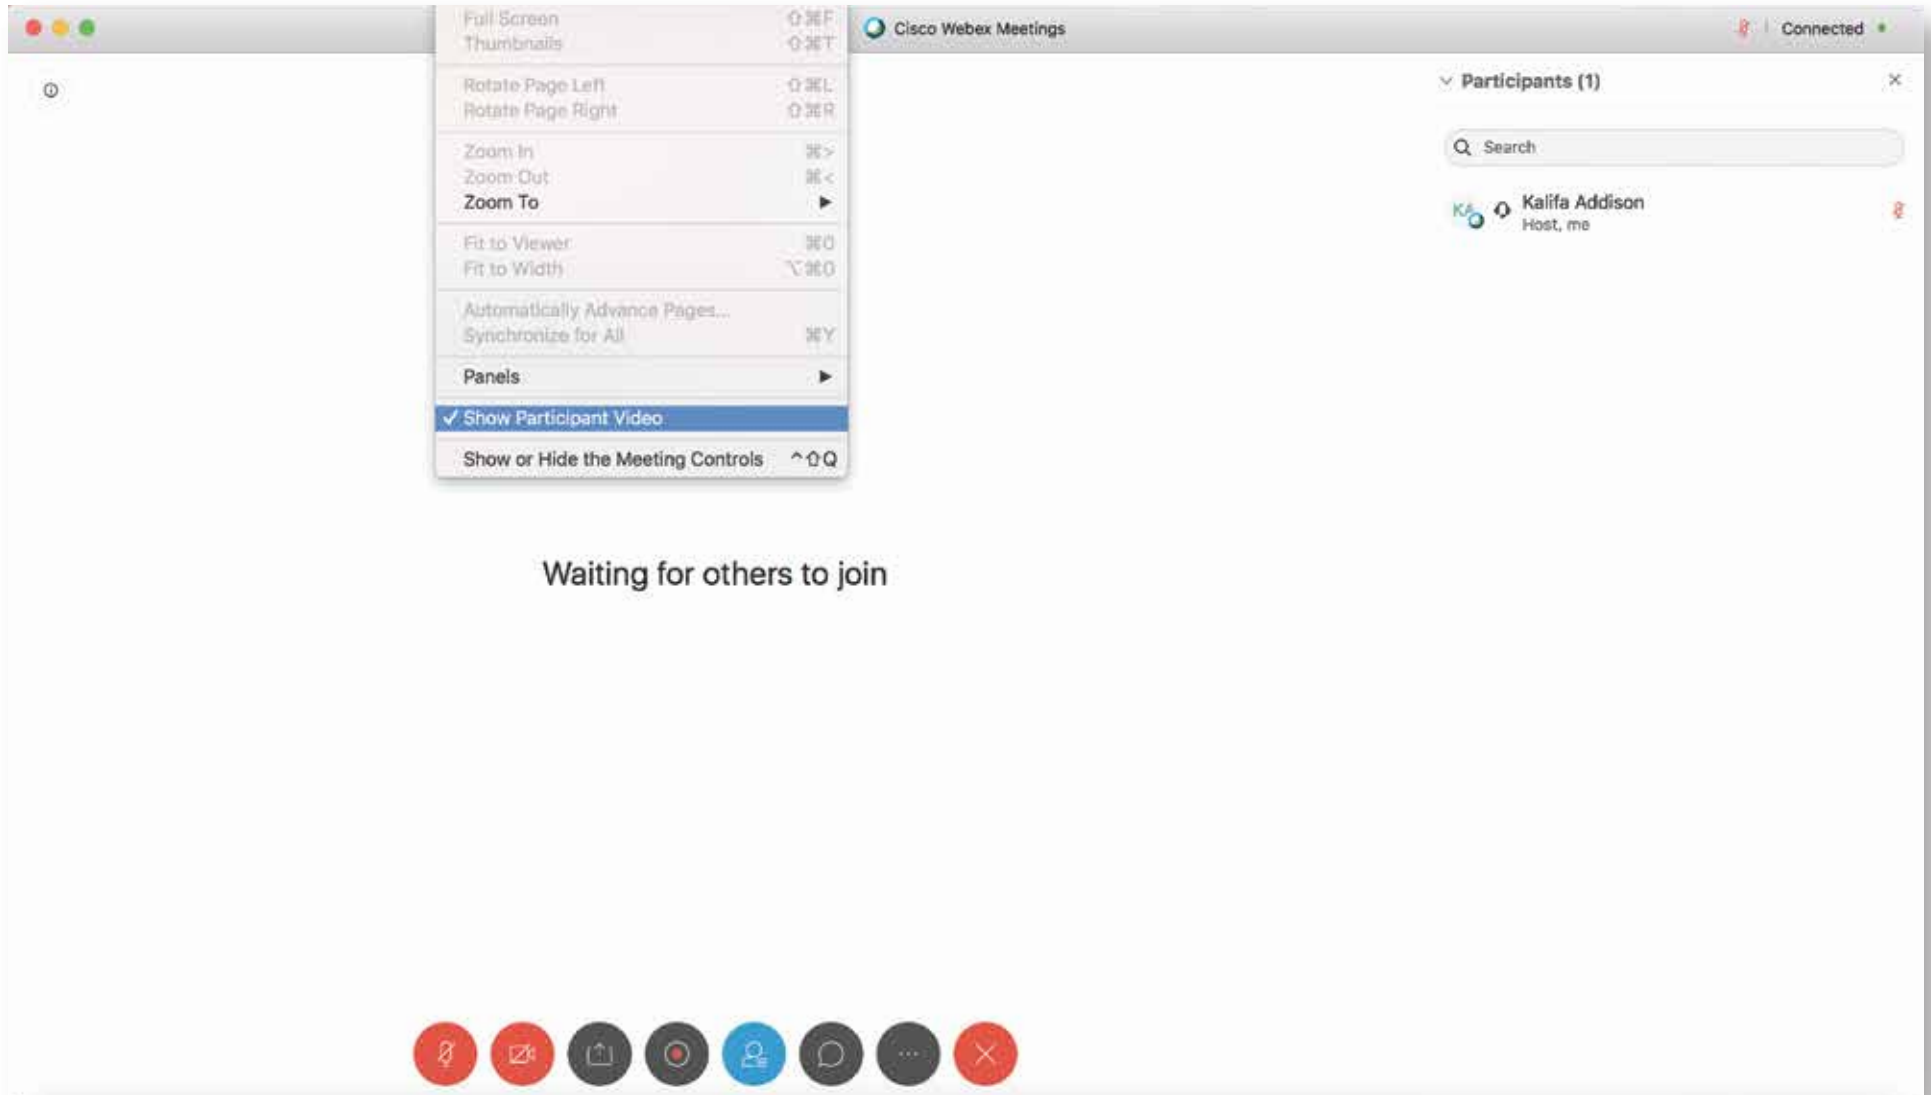 Full Screen ⇧⌘F
Thumbnails ⇧⌘T
Cisco Webex Meetings
Connected
Rotate Page Left ⇧⌘L
Rotate Page Right ⇧⌘R
Zoom In ⌘>
Zoom Out ⌘<
Zoom To ▶
Fit to Viewer ⌘0
Fit to Width ⌥⌘0
Automatically Advance Pages...
Synchronize for All ⌘Y
Panels ▶
✓ Show Participant Video
Show or Hide the Meeting Controls ^⇧Q
Participants (1)
Search
KA
Kalifa Addison
Host, me
Waiting for others to join